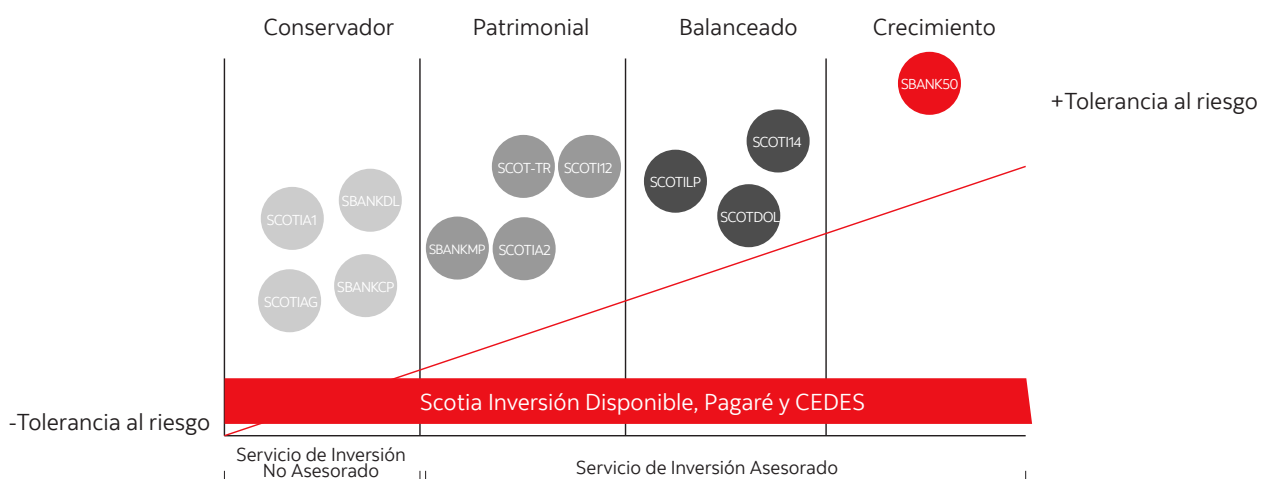 Conservador
Patrimonial
Balanceado
Crecimiento
SBANK50
+Tolerancia al riesgo
SCOTI14
SCOT-TR
SCOTI12
SCOTILP
SBANKDL
SCOTIA1
SCOTDOL
SBANKMP
SCOTIA2
SBANKCP
SCOTIAG
Scotia Inversión Disponible, Pagaré y CEDES
-Tolerancia al riesgo
Servicio de Inversión
No Asesorado
Servicio de Inversión Asesorado